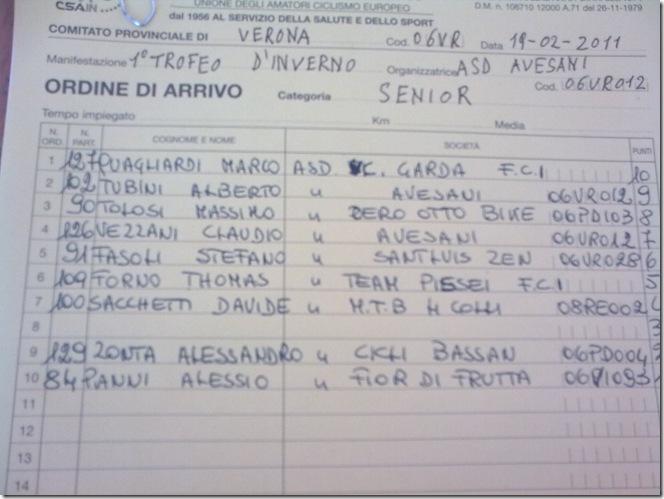 CSAIN
UNIONE DEGLI AMATORI CICLISMO EUROPEO
dal 1956 AL SERVIZIO DELLA SALUTE E DELLO SPORT
D.M. n. 106710 12000 A.71 del 26-11-1979
COMITATO PROVINCIALE DI VERONA Cod. 06VR Data 19-02-2011
Manifestazione 1° TROFEO D'INVERNO Organizzatrice ASD AVESANI
ORDINE DI ARRIVO Categoria SENIOR Cod. 06VR012
Tempo impiegato Km Media
N. ORD. N. PART. COGNOME E NOME SOCIETÀ PUNTI
1 127 QUAGLIARDI MARCO ASD. C. GARDA F.C.I 10
2 102 TUBINI ALBERTO " AVESANI 06VR012 9
3 90 TOLOSI MASSIMO " ZERO OTTO BIKE 06PD103 8
4 126 VEZZANI CLAUDIO " AVESANI 06VR012 7
5 91 FASOLI STEFANO " SANTLUIS ZEN 06VR028 6
6 109 TORNO THOMAS " TEAM PIESSEI F.C.I 5
7 100 SACCHETTI DAVIDE " M.T.B 4 COLLI 08RE002 4
8 3
9 129 ZONTA ALESSANDRO " CICLI BASSAN 06PD004
10 84 PANNI ALESSIO " FIOR DI FRUTTA 06VI093
11
12
13
14